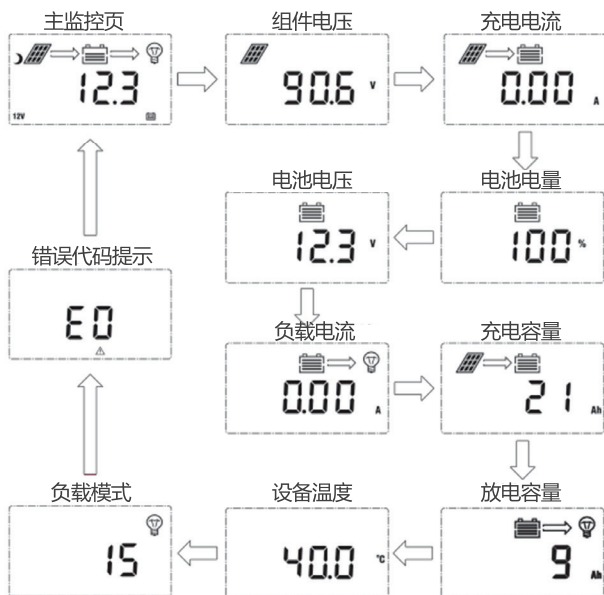 主监控页
12.3
12V
组件电压
90.6 V
充电电流
0.00 A
电池电量
100 %
电池电压
12.3 V
负载电流
0.00 A
充电容量
21 Ah
放电容量
9 Ah
设备温度
40.0 ℃
负载模式
15
错误代码提示
E0